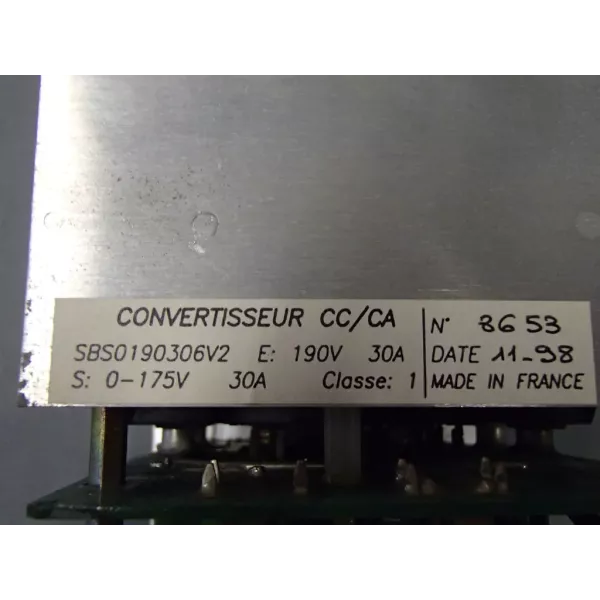 CONVERTISSEUR CC/CA
SBS0190306V2 E: 190V 30A
S: 0-175V 30A Classe: 1
N° 8653
DATE 11-98
MADE IN FRANCE